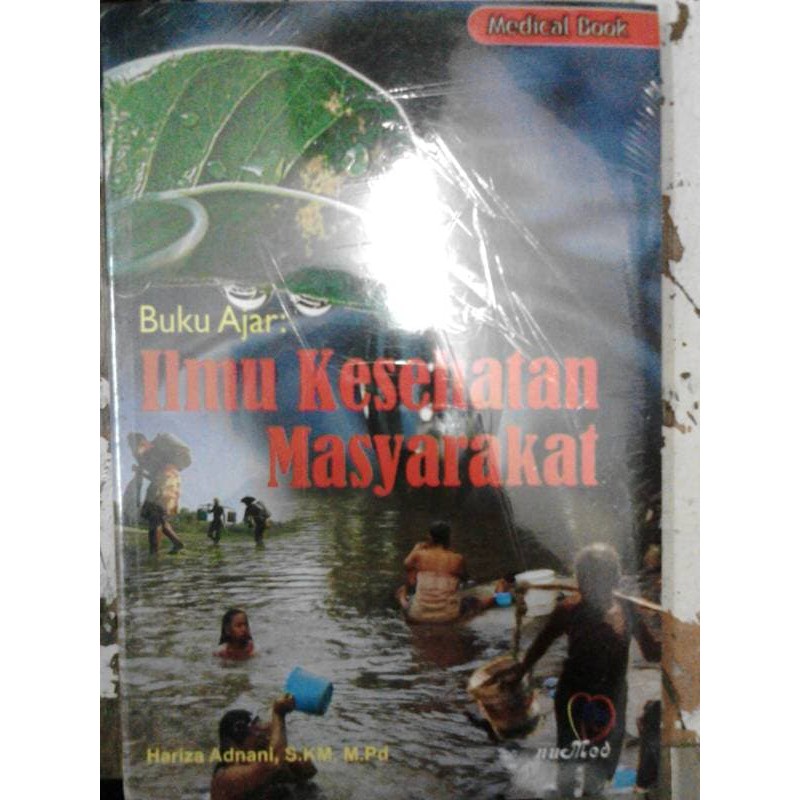 Medical Book
Buku Ajar:
Ilmu Kesehatan
Masyarakat
Hariza Adnani, S.KM, M.Pd
nuMed